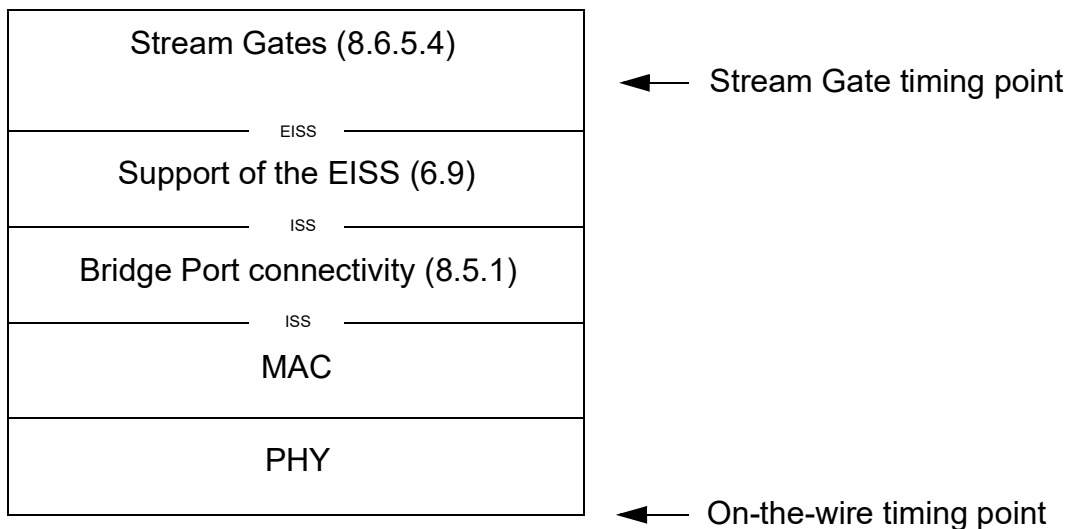 Stream Gates (8.6.5.4)
Stream Gate timing point
EISS
Support of the EISS (6.9)
ISS
Bridge Port connectivity (8.5.1)
ISS
MAC
PHY
On-the-wire timing point